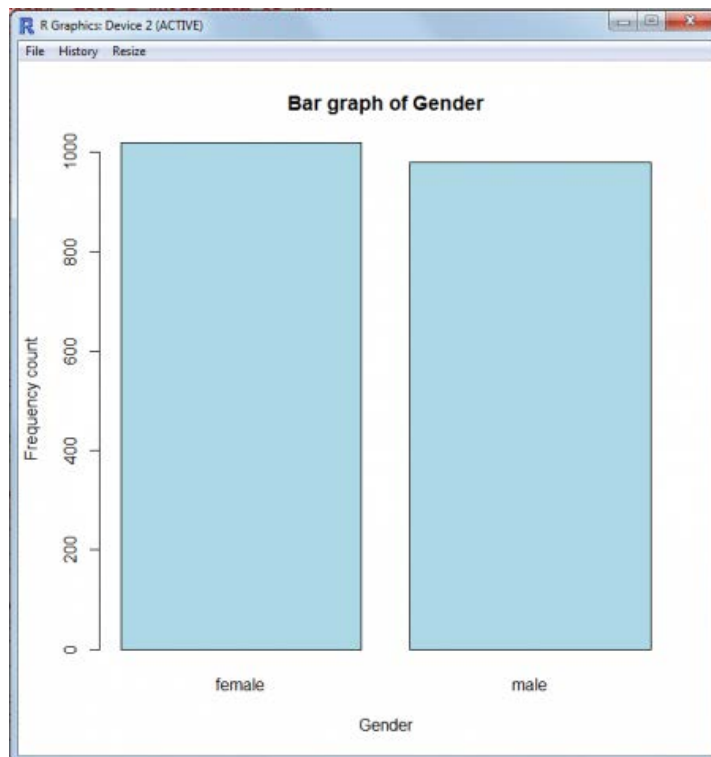 R Graphics: Device 2 (ACTIVE)
File History Resize
Bar graph of Gender
1000
800
600
400
200
0
Frequency count
female male
Gender